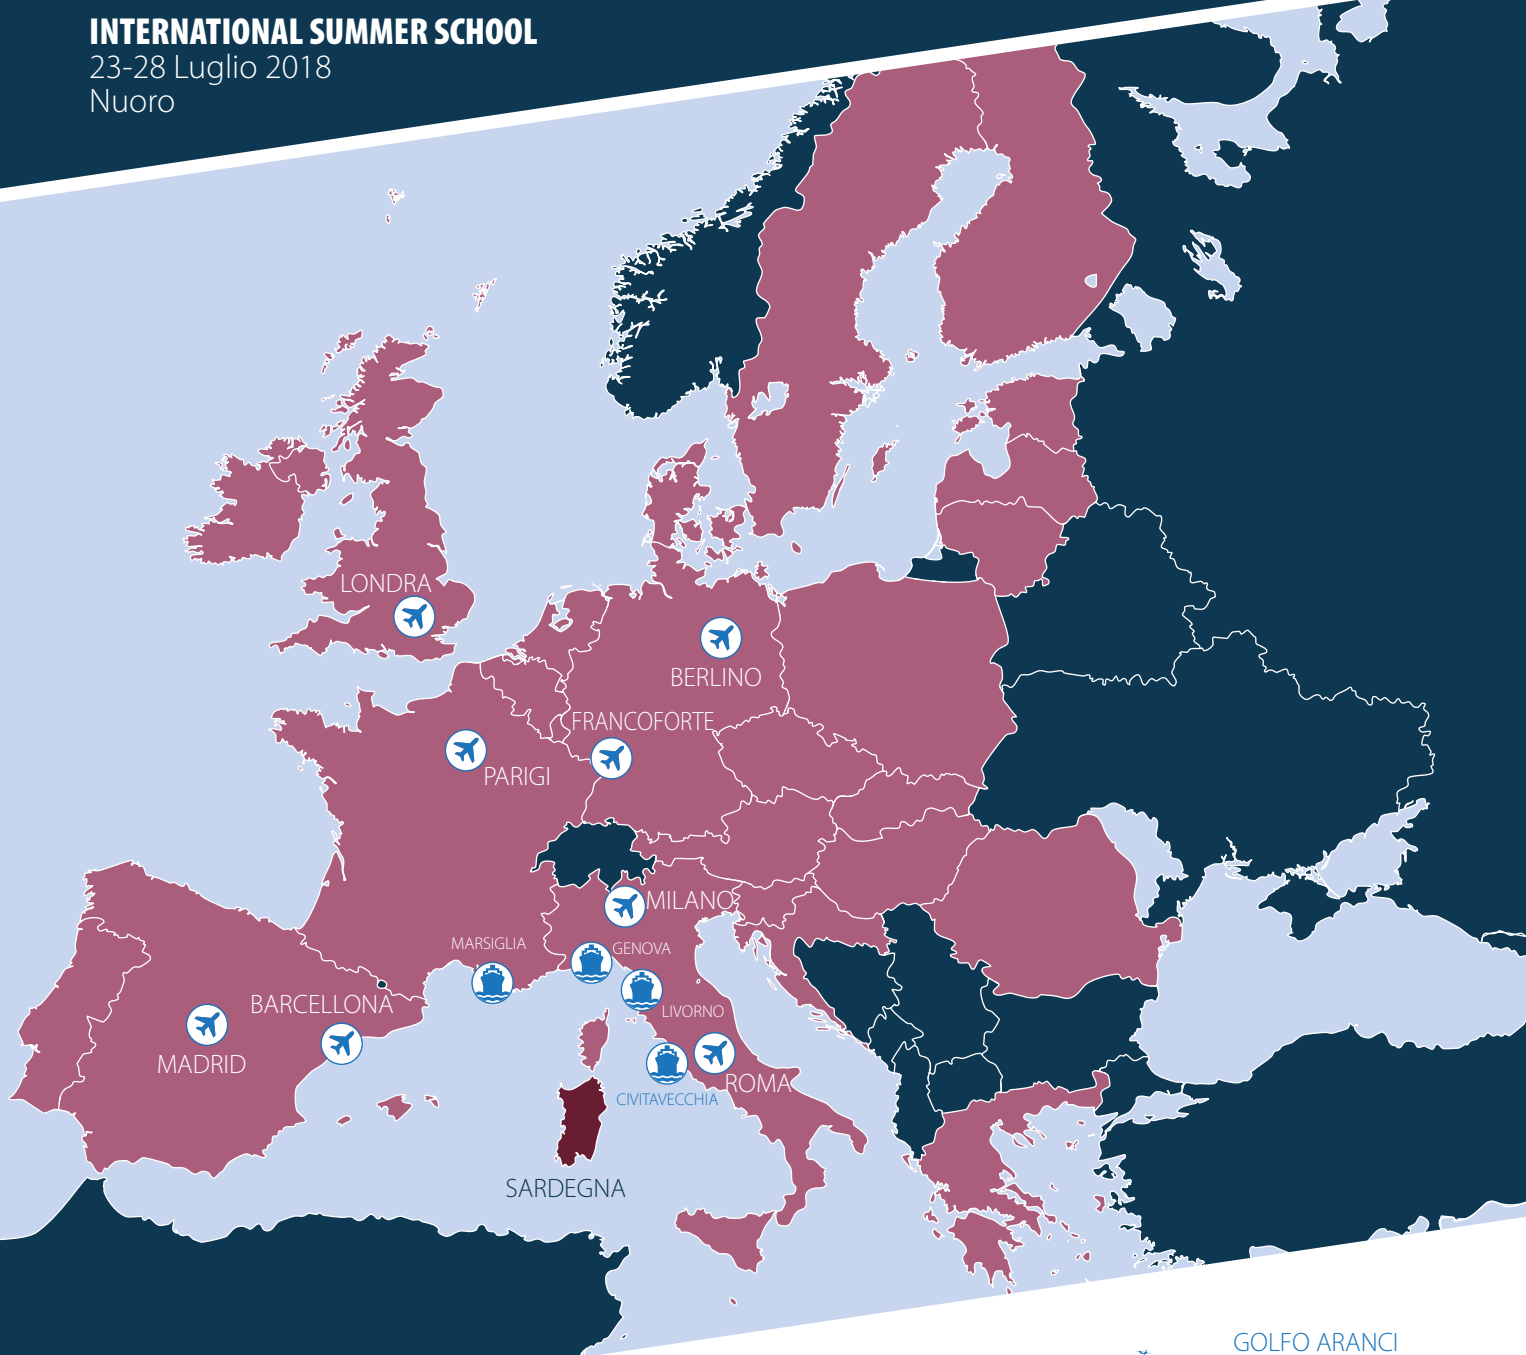 INTERNATIONAL SUMMER SCHOOL
23-28 Luglio 2018
Nuoro
LONDRA
BERLINO
FRANCOFORTE
PARIGI
MILANO
MARSIGLIA
GENOVA
BARCELLONA
LIVORNO
MADRID
ROMA
CIVITAVECCHIA
SARDEGNA
GOLFO ARANCI